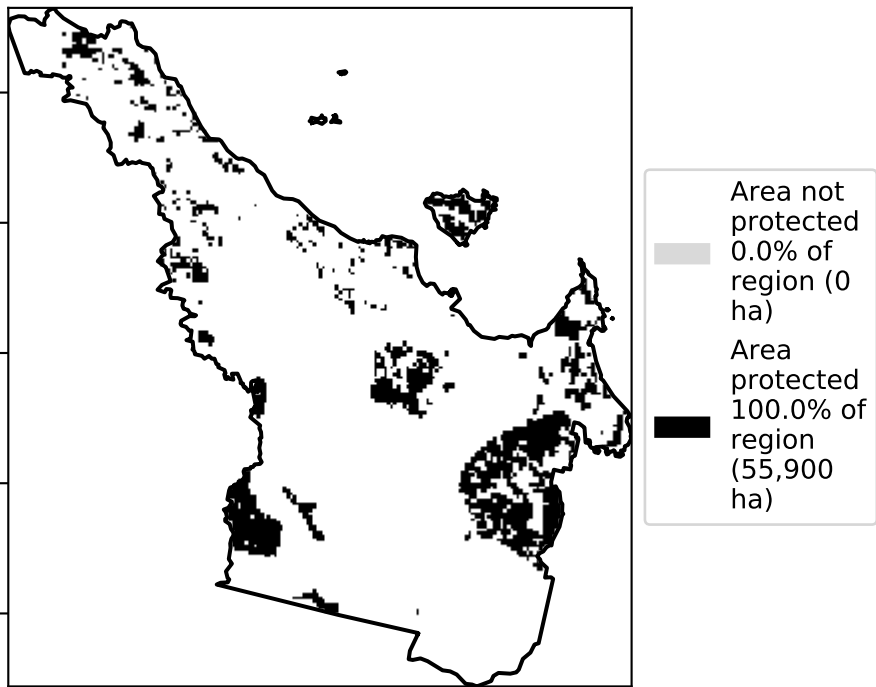 Area not
protected
0.0% of
region (0
ha)
Area
protected
100.0% of
region
(55,900
ha)